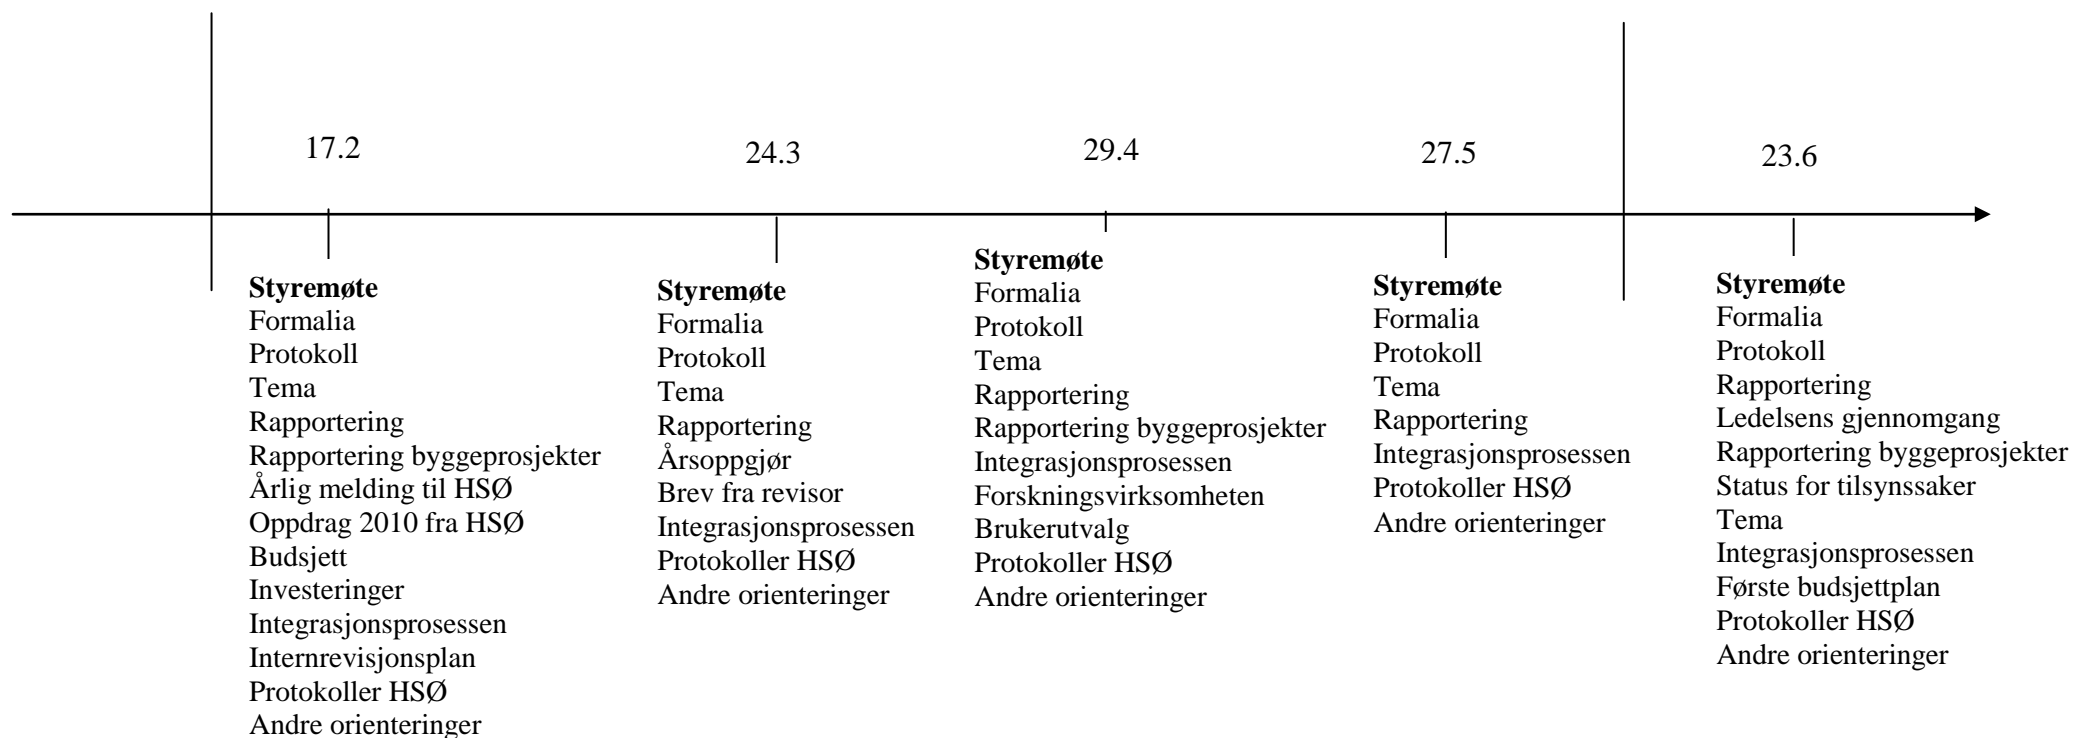 17.2
24.3
29.4
27.5
23.6
Styremøte
Formalia
Protokoll
Tema
Rapportering
Rapportering byggeprosjekter
Årlig melding til HSØ
Oppdrag 2010 fra HSØ
Budsjett
Investeringer
Integrasjonsprosessen
Internrevisjonsplan
Protokoller HSØ
Andre orienteringer
Styremøte
Formalia
Protokoll
Tema
Rapportering
Årsoppgjør
Brev fra revisor
Integrasjonsprosessen
Protokoller HSØ
Andre orienteringer
Styremøte
Formalia
Protokoll
Tema
Rapportering
Rapportering byggeprosjekter
Integrasjonsprosessen
Forskningsvirksomheten
Brukerutvalg
Protokoller HSØ
Andre orienteringer
Styremøte
Formalia
Protokoll
Tema
Rapportering
Integrasjonsprosessen
Protokoller HSØ
Andre orienteringer
Styremøte
Formalia
Protokoll
Rapportering
Ledelsens gjennomgang
Rapportering byggeprosjekter
Status for tilsynssaker
Tema
Integrasjonsprosessen
Første budsjettplan
Protokoller HSØ
Andre orienteringer